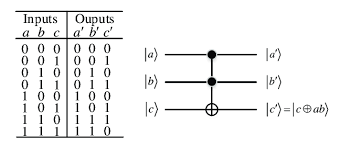 Inputs Ouputs
a b c a′ b′ c′
0 0 0 0 0 0
0 0 1 0 0 1
0 1 0 0 1 0
0 1 1 0 1 1
1 0 0 1 0 0
1 0 1 1 0 1
1 1 0 1 1 1
1 1 1 1 1 0
|a⟩ |a′⟩
|b⟩ |b′⟩
|c⟩ |c′⟩=|c⊕ab⟩